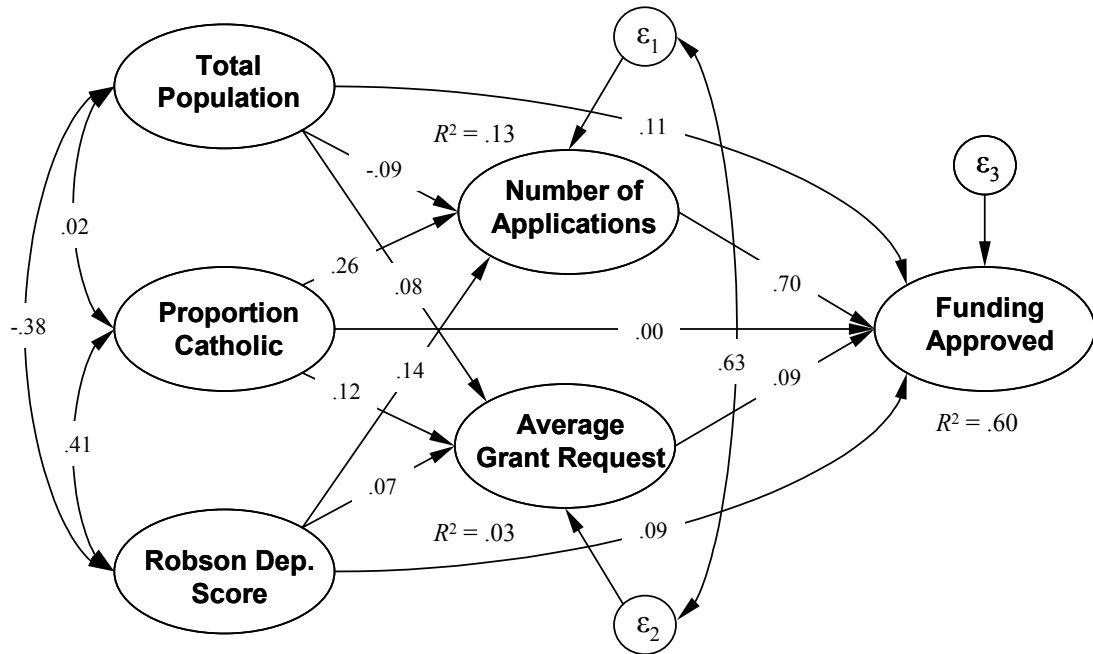 Total
Population
ε1
R² = .13
.11
-.09
Number of
Applications
ε3
.02
.26
.08
.70
Proportion
Catholic
-.38
.00
Funding
Approved
.63
.14
.12
.09
Average
Grant Request
R² = .60
.41
.07
R² = .03
.09
Robson Dep.
Score
ε2